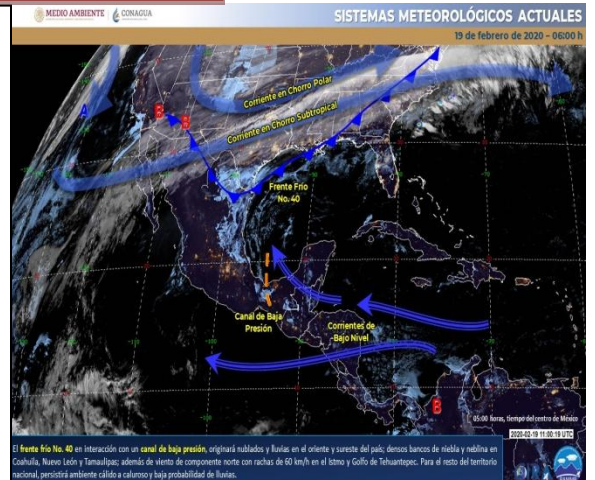 MEDIO AMBIENTE
CONAGUA
SISTEMAS METEOROLÓGICOS ACTUALES
19 de febrero de 2020 - 06:00 h
Corriente en Chorro Polar
Corriente en Chorro Subtropical
A
B
B
Frente Frío
No. 40
Canal de Baja
Presión
Corrientes de
Bajo Nivel
B
05:00 horas, tiempo del centro de México
2020-02-19 11:00:19 UTC
El frente frío No. 40 en interacción con un canal de baja presión, originará nublados y lluvias en el oriente y sureste del país; densos bancos de niebla y neblina en
Coahuila, Nuevo León y Tamaulipas; además de viento de componente norte con rachas de 60 km/h en el Istmo y Golfo de Tehuantepec. Para el resto del territorio
nacional, persistirá ambiente cálido a caluroso y baja probabilidad de lluvias.